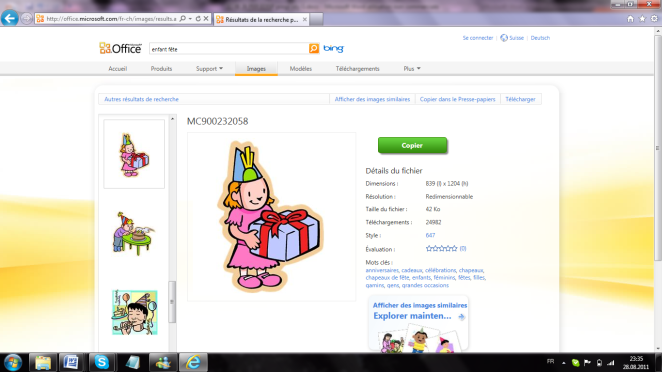 http://office.microsoft.com/fr-ch/images/results.a
Résultats de la recherche p...
Se connecter
Suisse
Deutsch
Office
enfant fête
bing
Accueil
Produits
Support
Images
Modèles
Téléchargements
Plus
Autres résultats de recherche
Afficher des images similaires
Copier dans le Presse-papiers
Télécharger
MC900232058
Copier
Détails du fichier
Dimensions : 839 (l) x 1204 (h)
Résolution : Redimensionnable
Taille du fichier : 42 Ko
Téléchargements : 24982
Style : 647
Évaluation : (0)
Mots clés :
anniversaires, cadeaux, célébrations, chapeaux,
chapeaux de fête, enfants, féminins, fêtes, filles,
gamins, gens, grandes occasions
Afficher des images similaires
Explorer mainten...
FR
23:35
28.08.2011